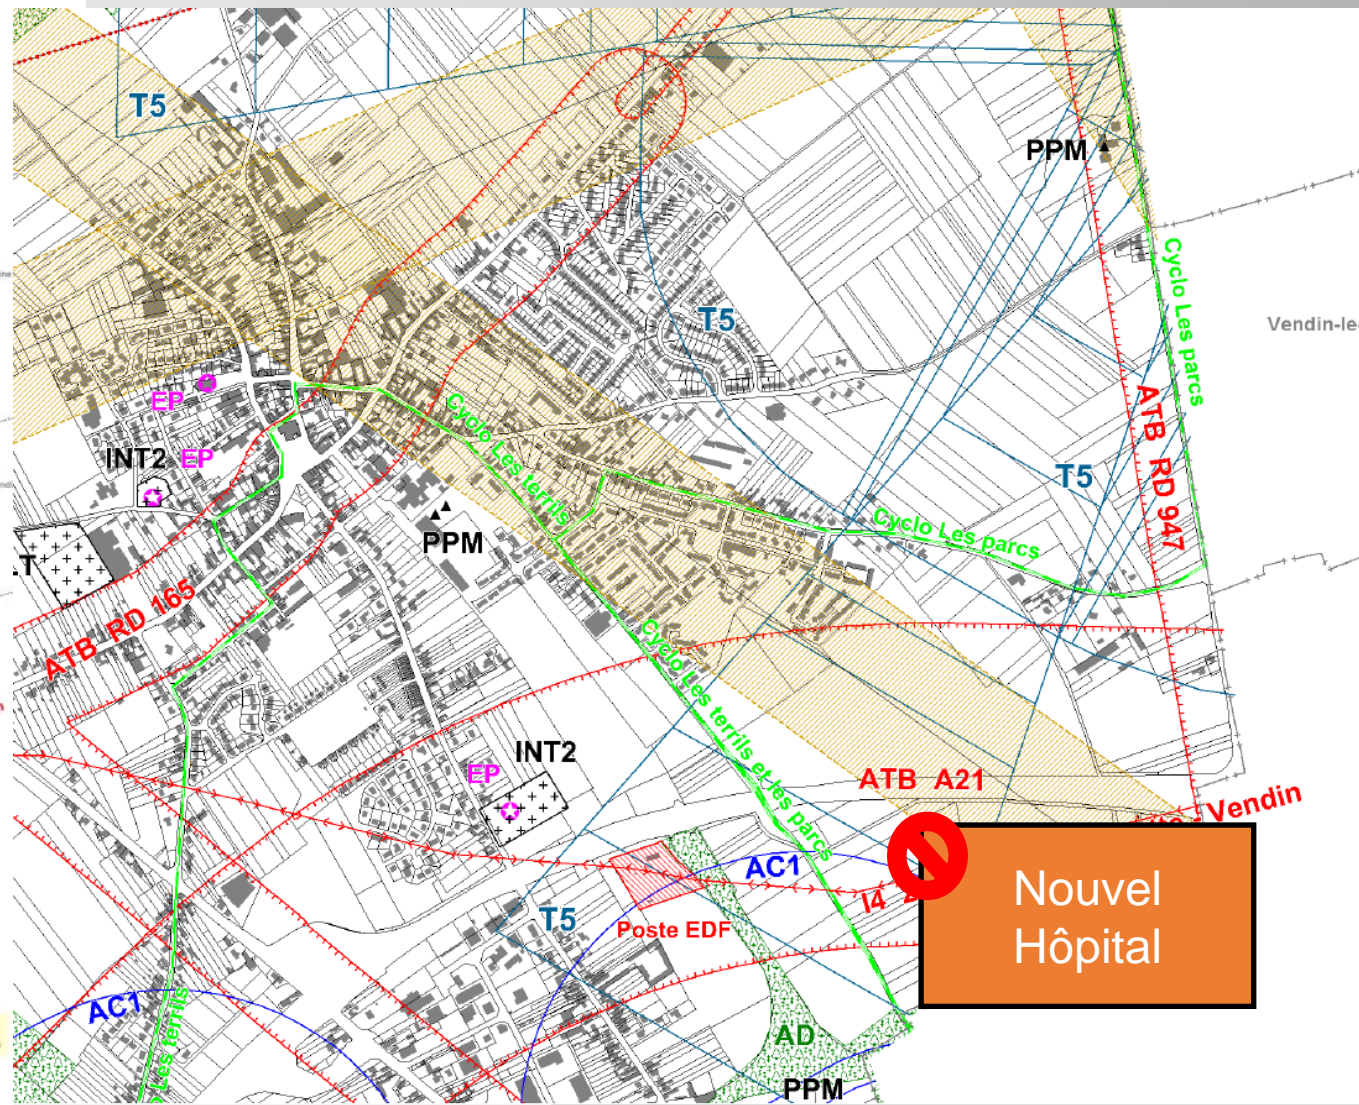 T5
PPM
Cyclo Les parcs
Vendin-le
T5
EP
Cyclo Les terrils
ATB RD 947
INT2
EP
T5
PPM
Cyclo Les parcs
ATB RD 165
Cyclo Les terrils et les parcs
INT2
EP
ATB A21
Vendin
AC1
I4
Nouvel
Hôpital
T5
Poste EDF
AC1
Les terrils
AD
PPM